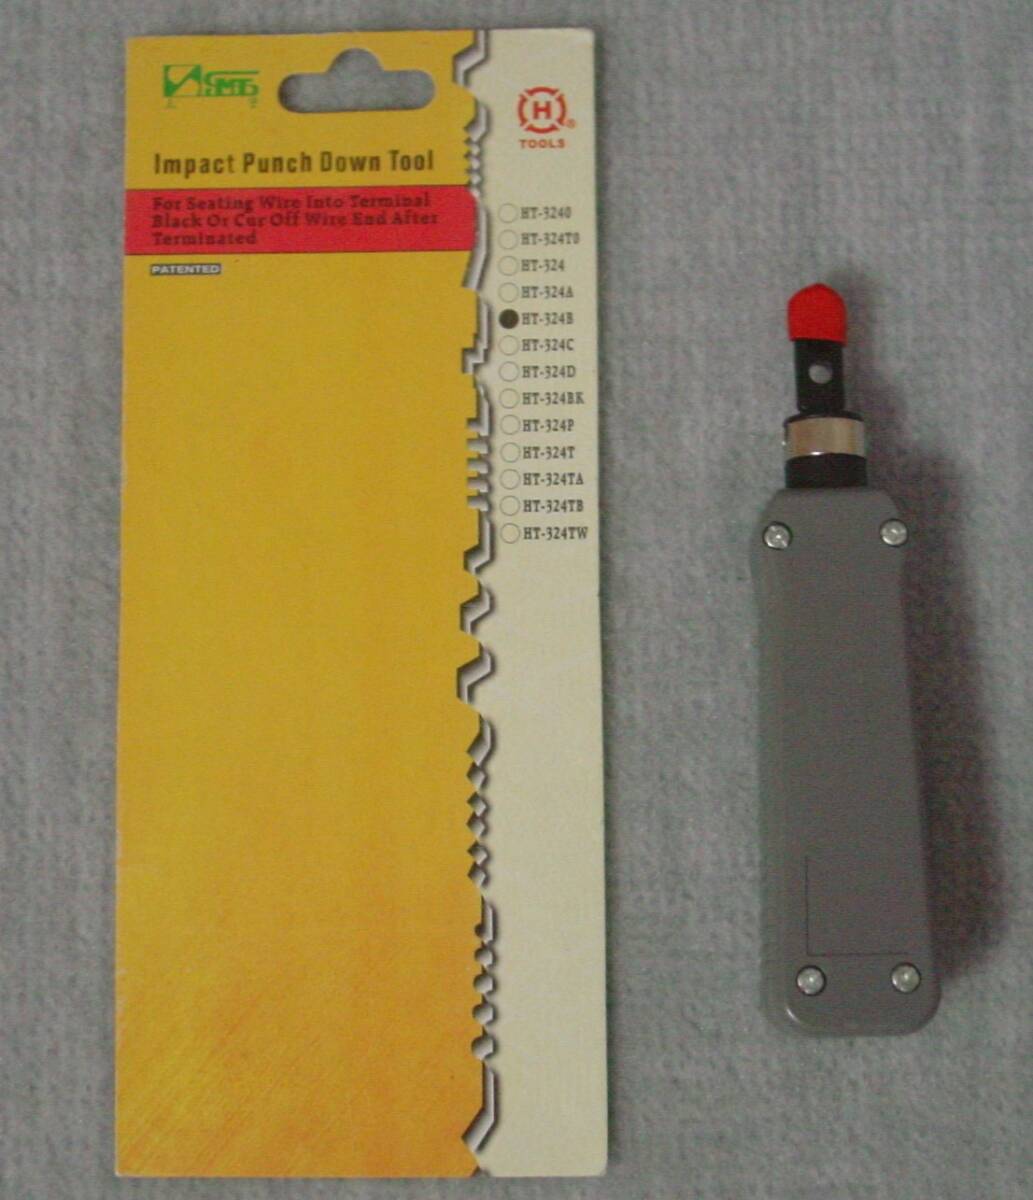 SMTS
Impact Punch Down Tool
For Seating Wire Into Terminal
Black Or Cur Off Wire End After
Terminated
PATENTED
H®
TOOLS
HT-3240
HT-324T0
HT-324
HT-324A
HT-324B
HT-324C
HT-324D
HT-324BK
HT-324P
HT-324T
HT-324TA
HT-324TB
HT-324TW